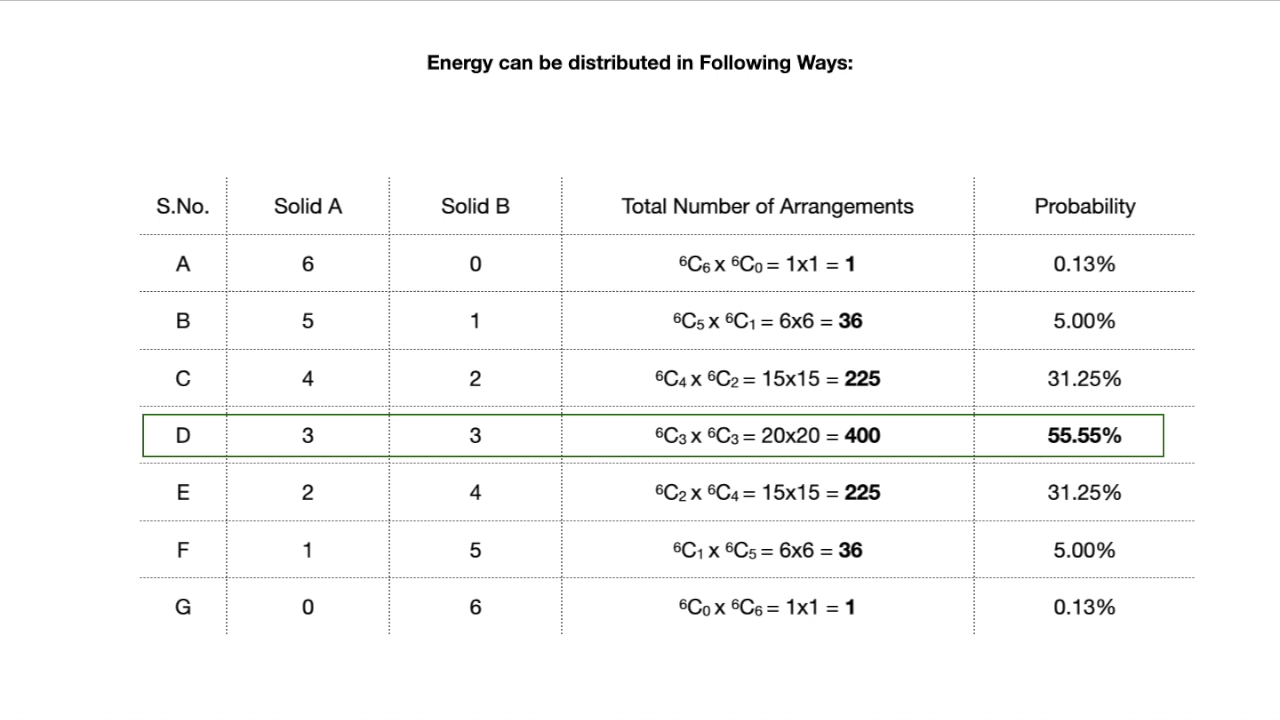 Energy can be distributed in Following Ways:
S.No. Solid A Solid B Total Number of Arrangements Probability
A 6 0 ⁶C₆ x ⁶C₀ = 1x1 = 1 0.13%
B 5 1 ⁶C₅ x ⁶C₁ = 6x6 = 36 5.00%
C 4 2 ⁶C₄ x ⁶C₂ = 15x15 = 225 31.25%
D 3 3 ⁶C₃ x ⁶C₃ = 20x20 = 400 55.55%
E 2 4 ⁶C₂ x ⁶C₄ = 15x15 = 225 31.25%
F 1 5 ⁶C₁ x ⁶C₅ = 6x6 = 36 5.00%
G 0 6 ⁶C₀ x ⁶C₆ = 1x1 = 1 0.13%